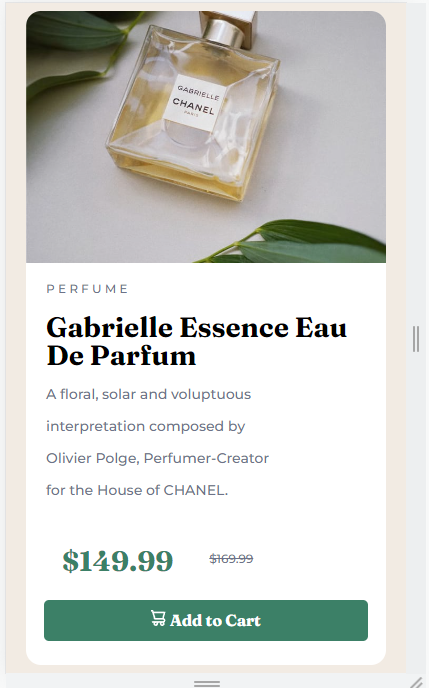 GABRIELLE
CHANEL
PARIS
PERFUME
Gabrielle Essence Eau
De Parfum
A floral, solar and voluptuous
interpretation composed by
Olivier Polge, Perfumer-Creator
for the House of CHANEL.
$149.99 $169.99
Add to Cart